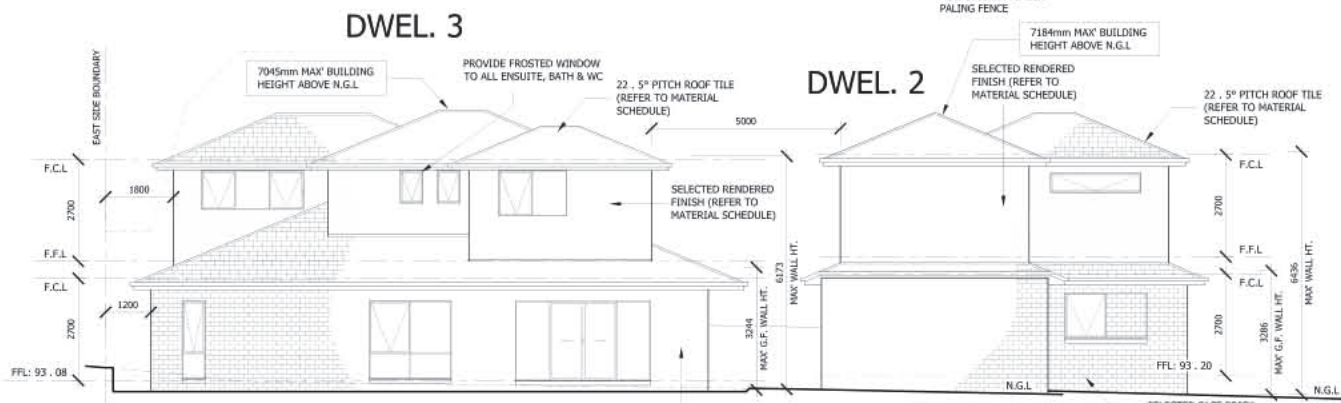 PALING FENCE
DWEL. 3
7184mm MAX' BUILDING
HEIGHT ABOVE N.G.L
EAST SIDE BOUNDARY
7045mm MAX' BUILDING
HEIGHT ABOVE N.G.L
PROVIDE FROSTED WINDOW
TO ALL ENSUITE, BATH & WC
22 . 5° PITCH ROOF TILE
(REFER TO MATERIAL
SCHEDULE)
DWEL. 2
SELECTED RENDERED
FINISH (REFER TO
MATERIAL SCHEDULE)
22 . 5° PITCH ROOF TILE
(REFER TO MATERIAL
SCHEDULE)
5000
F.C.L
F.C.L
1800
2700
SELECTED RENDERED
FINISH (REFER TO
MATERIAL SCHEDULE)
2700
F.F.L
F.F.L
F.C.L
F.C.L
6173
MAX' WALL HT.
6436
MAX' WALL HT.
1200
2700
3244
MAX' G.F. WALL HT.
2700
3286
MAX' G.F. WALL HT.
FFL: 93 . 08
FFL: 93 . 20
N.G.L
N.G.L